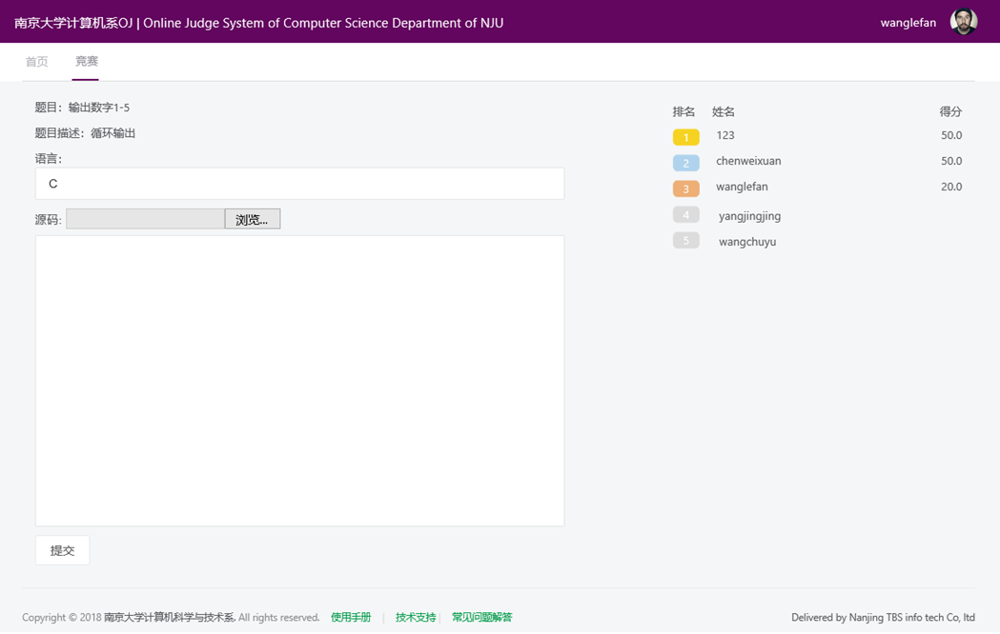 南京大学计算机系OJ | Online Judge System of Computer Science Department of NJU
wanglefan
首页 竞赛
题目：输出数字1-5
题目描述：循环输出
语言：
C
源码:
浏览...
提交
排名 姓名 得分
1 123 50.0
2 chenweixuan 50.0
3 wanglefan 20.0
4 yangjingjing
5 wangchuyu
Copyright © 2018 南京大学计算机科学与技术系. All rights reserved. 使用手册 | 技术支持 | 常见问题解答
Delivered by Nanjing TBS info tech Co, ltd